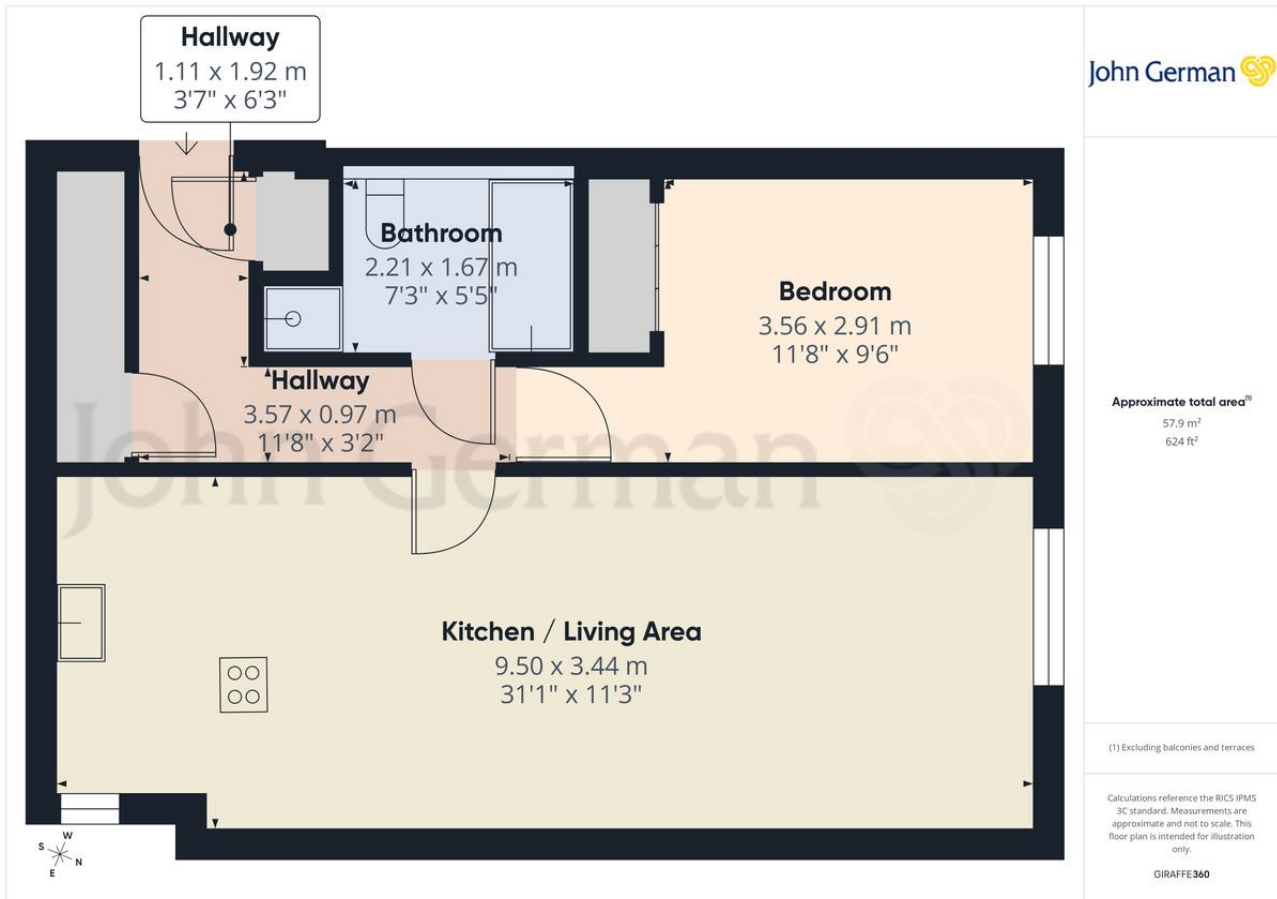 Hallway
1.11 x 1.92 m
3'7" x 6'3"
Bathroom
2.21 x 1.67 m
7'3" x 5'5"
Bedroom
3.56 x 2.91 m
11'8" x 9'6"
Hallway
3.57 x 0.97 m
11'8" x 3'2"
John German
Kitchen / Living Area
9.50 x 3.44 m
31'1" x 11'3"
W
S
N
E
John German
Approximate total area(1)
57.9 m²
624 ft²
(1) Excluding balconies and terraces
Calculations reference the RICS IPMS
3C standard. Measurements are
approximate and not to scale. This
floor plan is intended for illustration
only.
GIRAFFE360